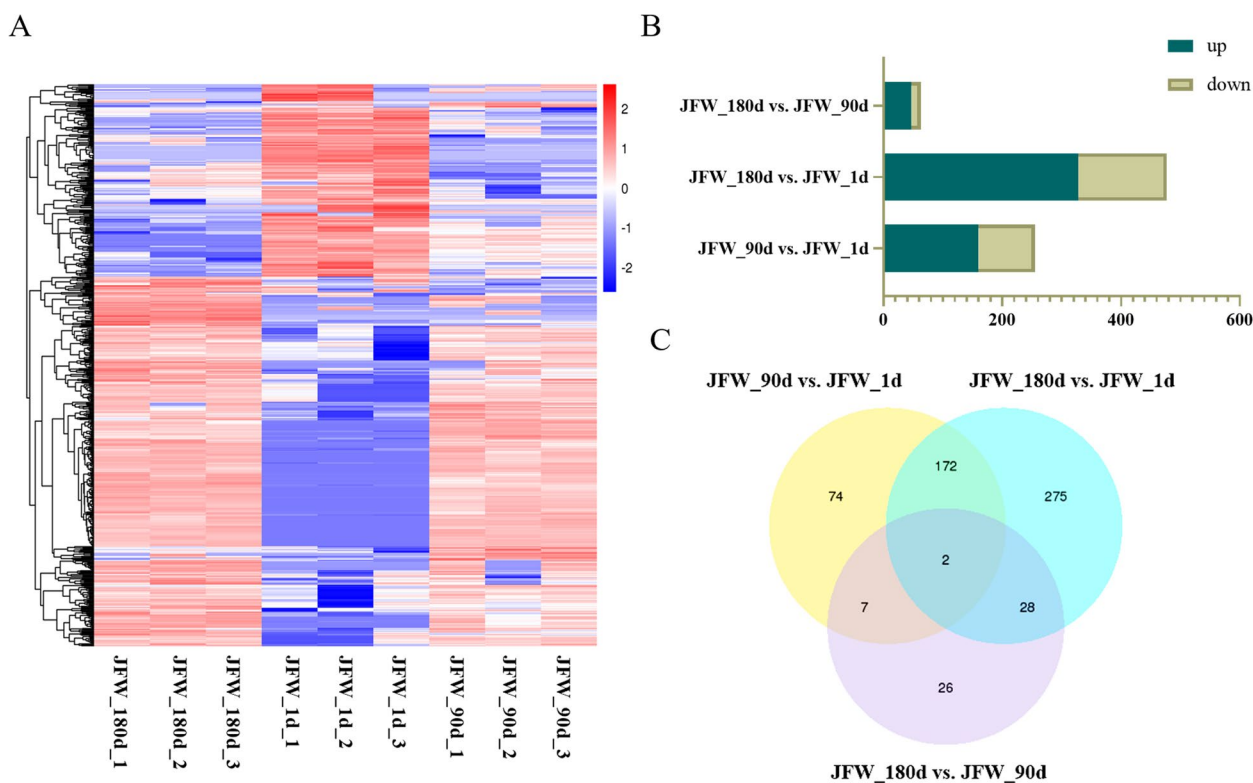 A
2
1
0
-1
-2
JFW_180d_1
JFW_180d_2
JFW_180d_3
JFW_1d_1
JFW_1d_2
JFW_1d_3
JFW_90d_1
JFW_90d_2
JFW_90d_3
B
up
down
JFW_180d vs. JFW_90d
JFW_180d vs. JFW_1d
JFW_90d vs. JFW_1d
0 200 400 600
C
JFW_90d vs. JFW_1d JFW_180d vs. JFW_1d
172
74 275
2
7 28
26
JFW_180d vs. JFW_90d